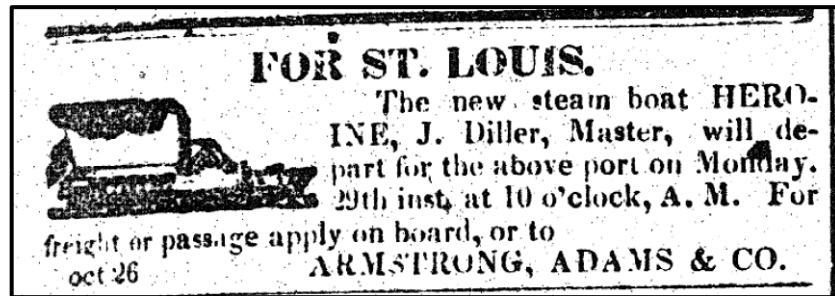 FOR ST. LOUIS.
The new steam boat HERO-
INE, J. Diller, Master, will de-
part for the above port on Monday.
29th inst, at 10 o'clock, A. M. For
freight or passage apply on board, or to
oct 26 ARMSTRONG, ADAMS & CO.